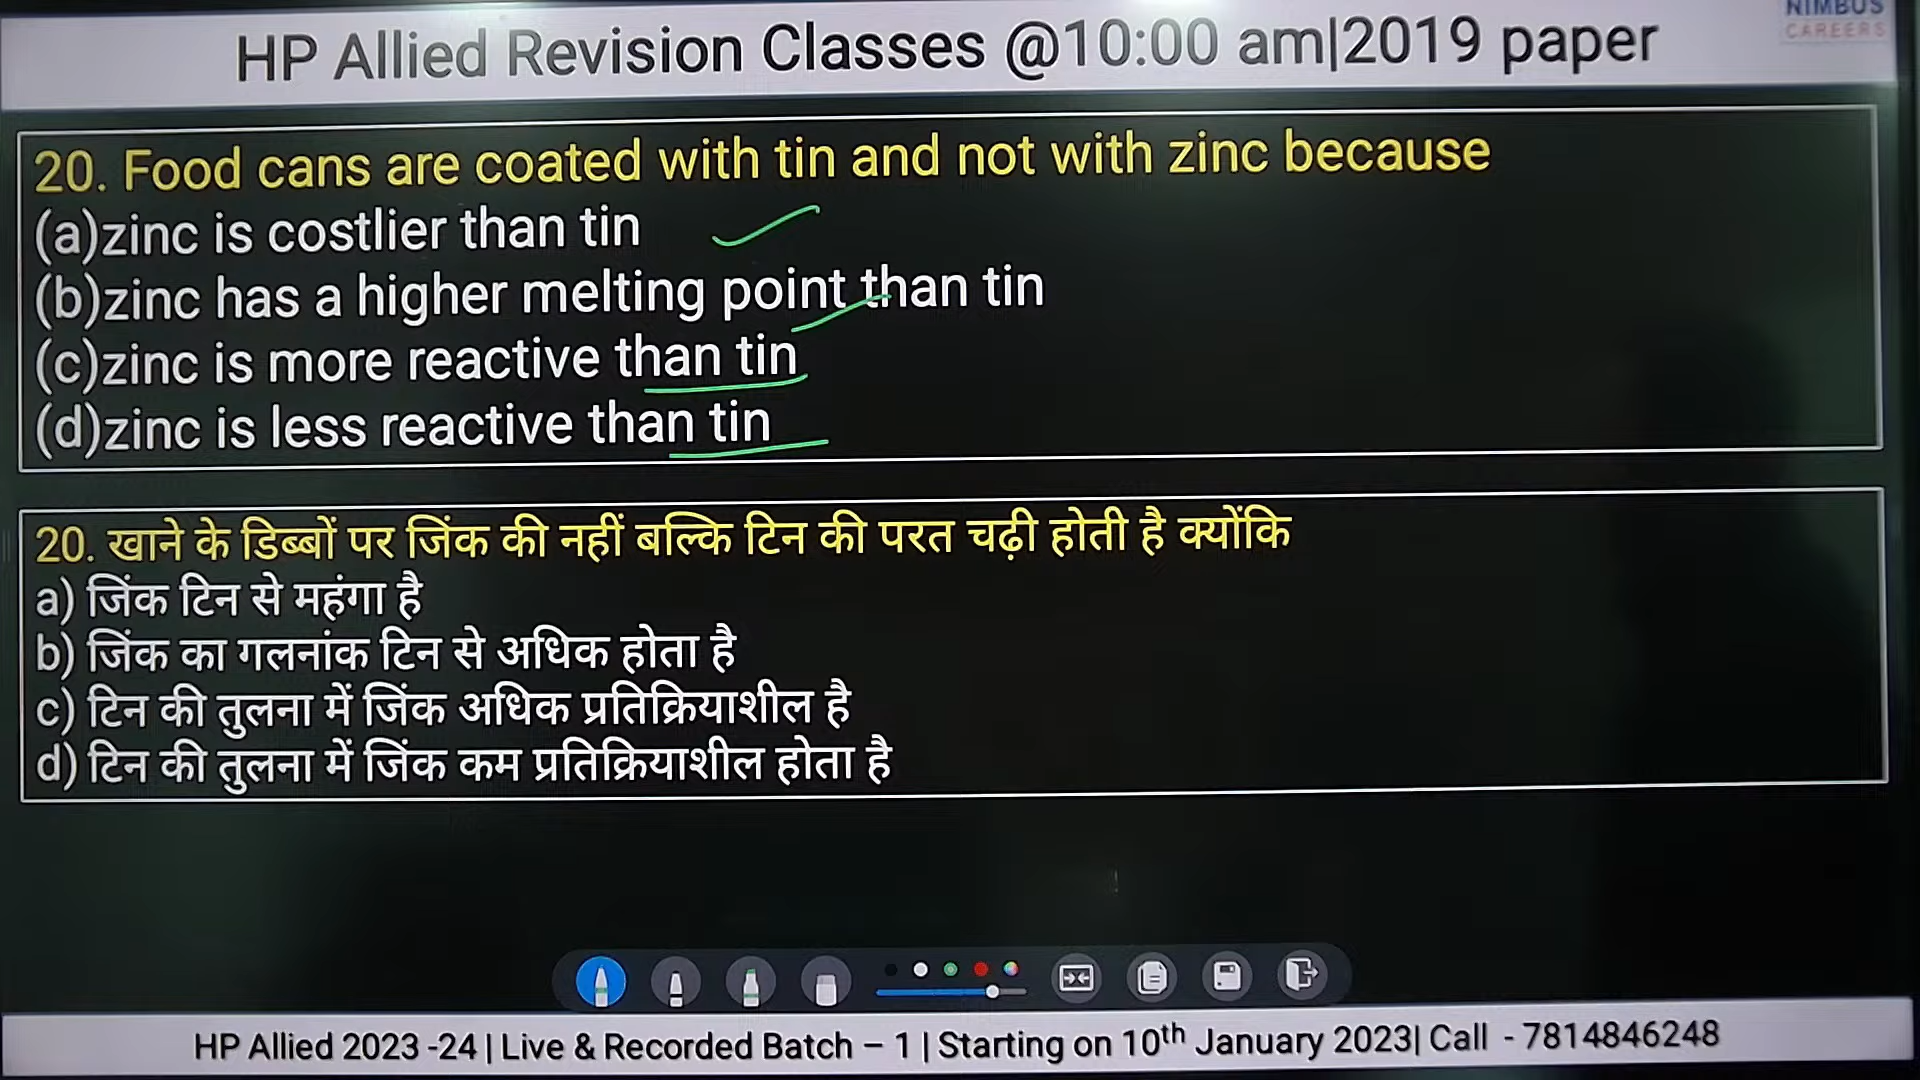 NIMBUS
CAREERS
HP Allied Revision Classes @10:00 am|2019 paper
20. Food cans are coated with tin and not with zinc because
(a)zinc is costlier than tin
(b)zinc has a higher melting point than tin
(c)zinc is more reactive than tin
(d)zinc is less reactive than tin
20. खाने के डिब्बों पर जिंक की नहीं बल्कि टिन की परत चढ़ी होती है क्योंकि
a) जिंक टिन से महंगा है
b) जिंक का गलनांक टिन से अधिक होता है
c) टिन की तुलना में जिंक अधिक प्रतिक्रियाशील है
d) टिन की तुलना में जिंक कम प्रतिक्रियाशील होता है
HP Allied 2023 -24 | Live & Recorded Batch – 1 | Starting on 10th January 2023| Call - 7814846248